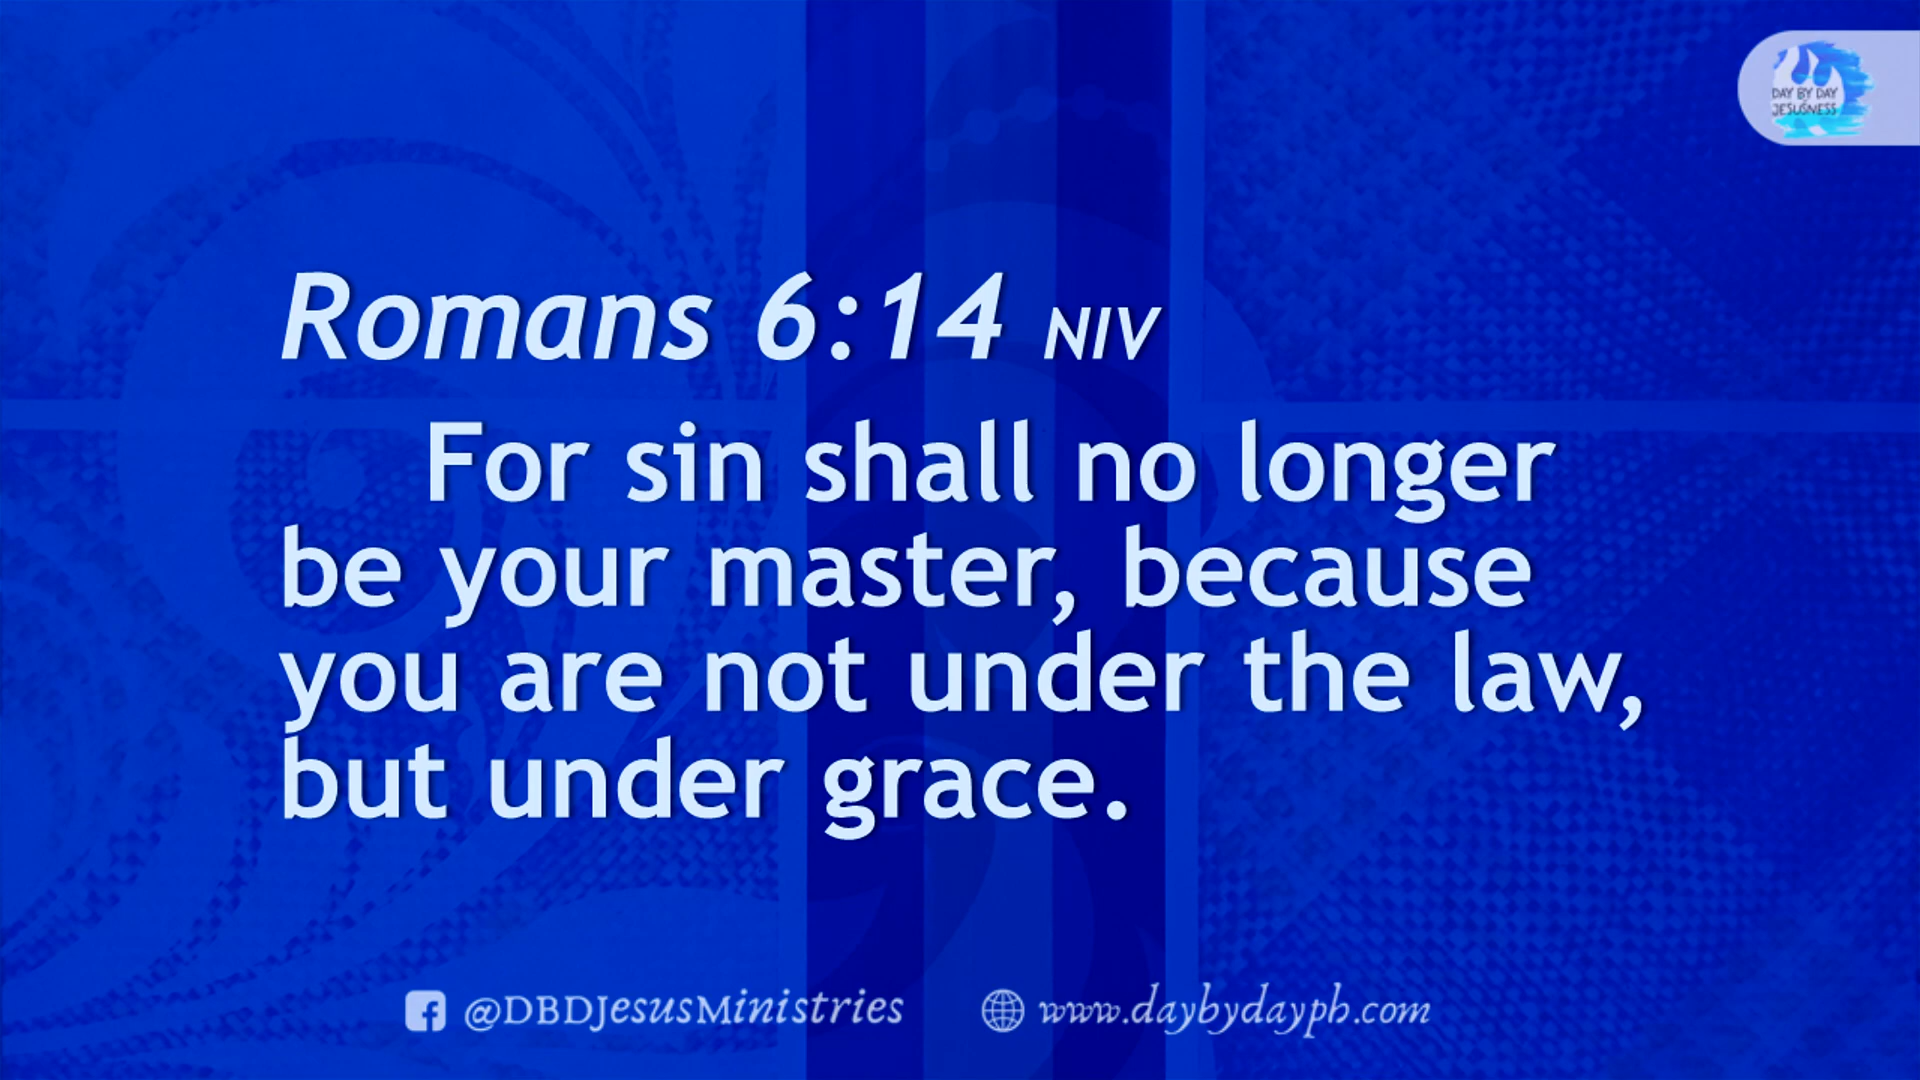 DAY BY DAY
JESUSNESS
Romans 6:14 NIV
For sin shall no longer
be your master, because
you are not under the law,
but under grace.
@DBDJesusMinistries
www.daybydayph.com